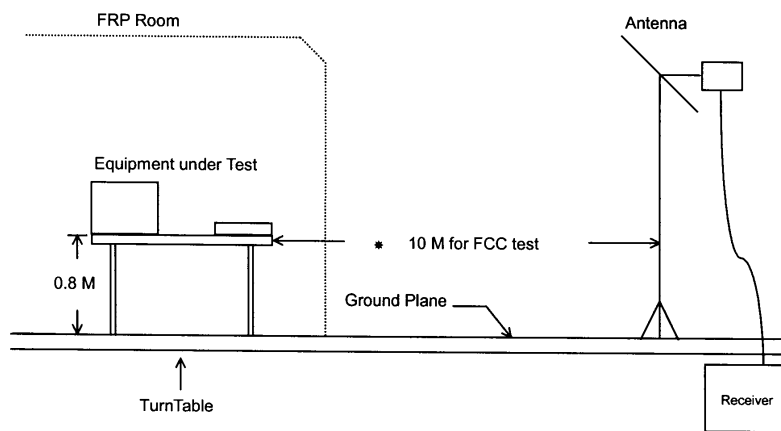 FRP Room
Antenna
Equipment under Test
* 10 M for FCC test
0.8 M
Ground Plane
TurnTable
Receiver